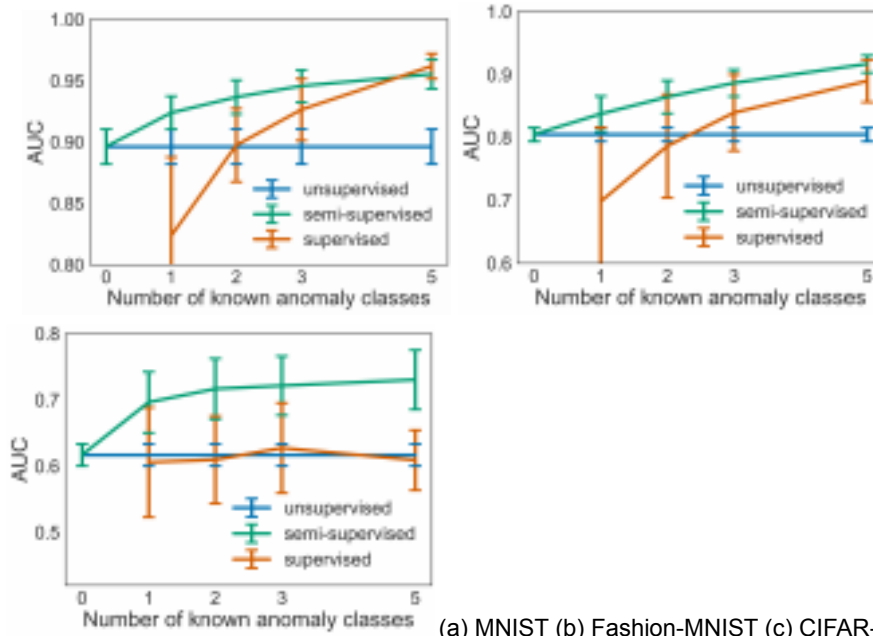 1.00
0.95
0.90
0.85
0.80
AUC
unsupervised
semi-supervised
supervised
0 1 2 3 5
Number of known anomaly classes
1.0
0.9
0.8
0.7
0.6
AUC
unsupervised
semi-supervised
supervised
0 1 2 3 5
Number of known anomaly classes
0.8
0.7
0.6
0.5
AUC
unsupervised
semi-supervised
supervised
0 1 2 3 5
Number of known anomaly classes
(a) MNIST (b) Fashion-MNIST (c) CIFAR-